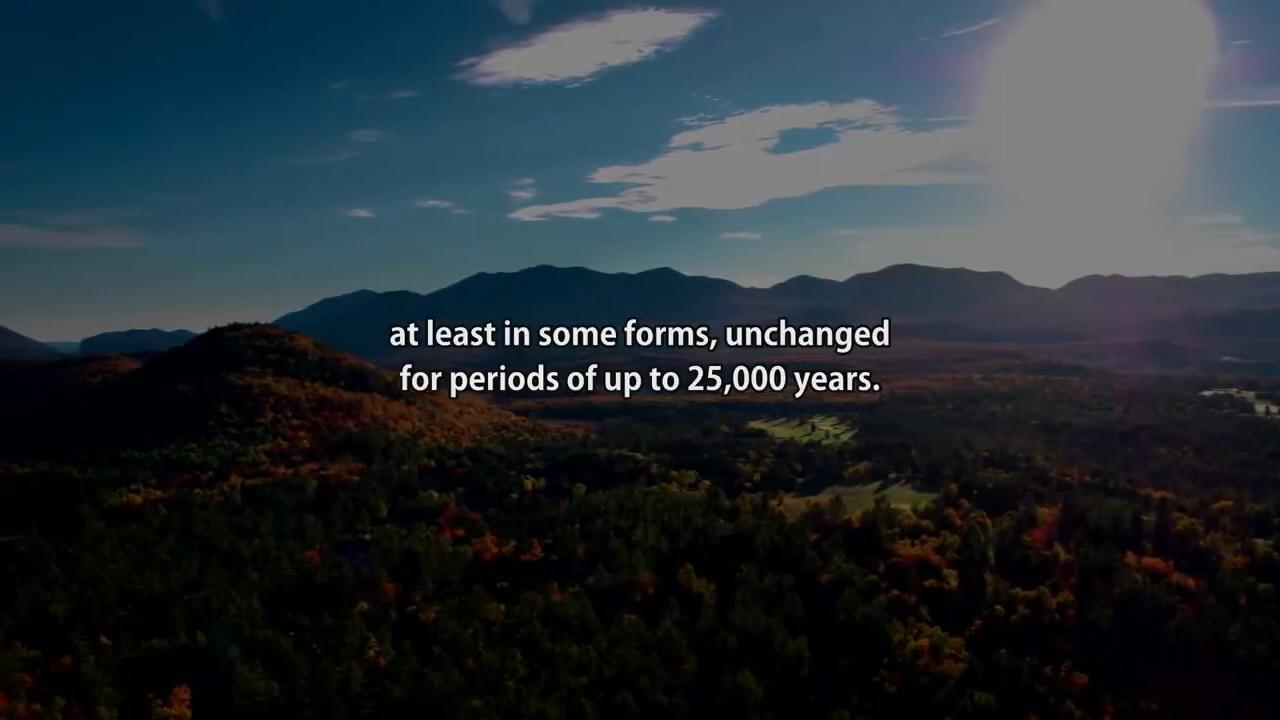 at least in some forms, unchanged
for periods of up to 25,000 years.